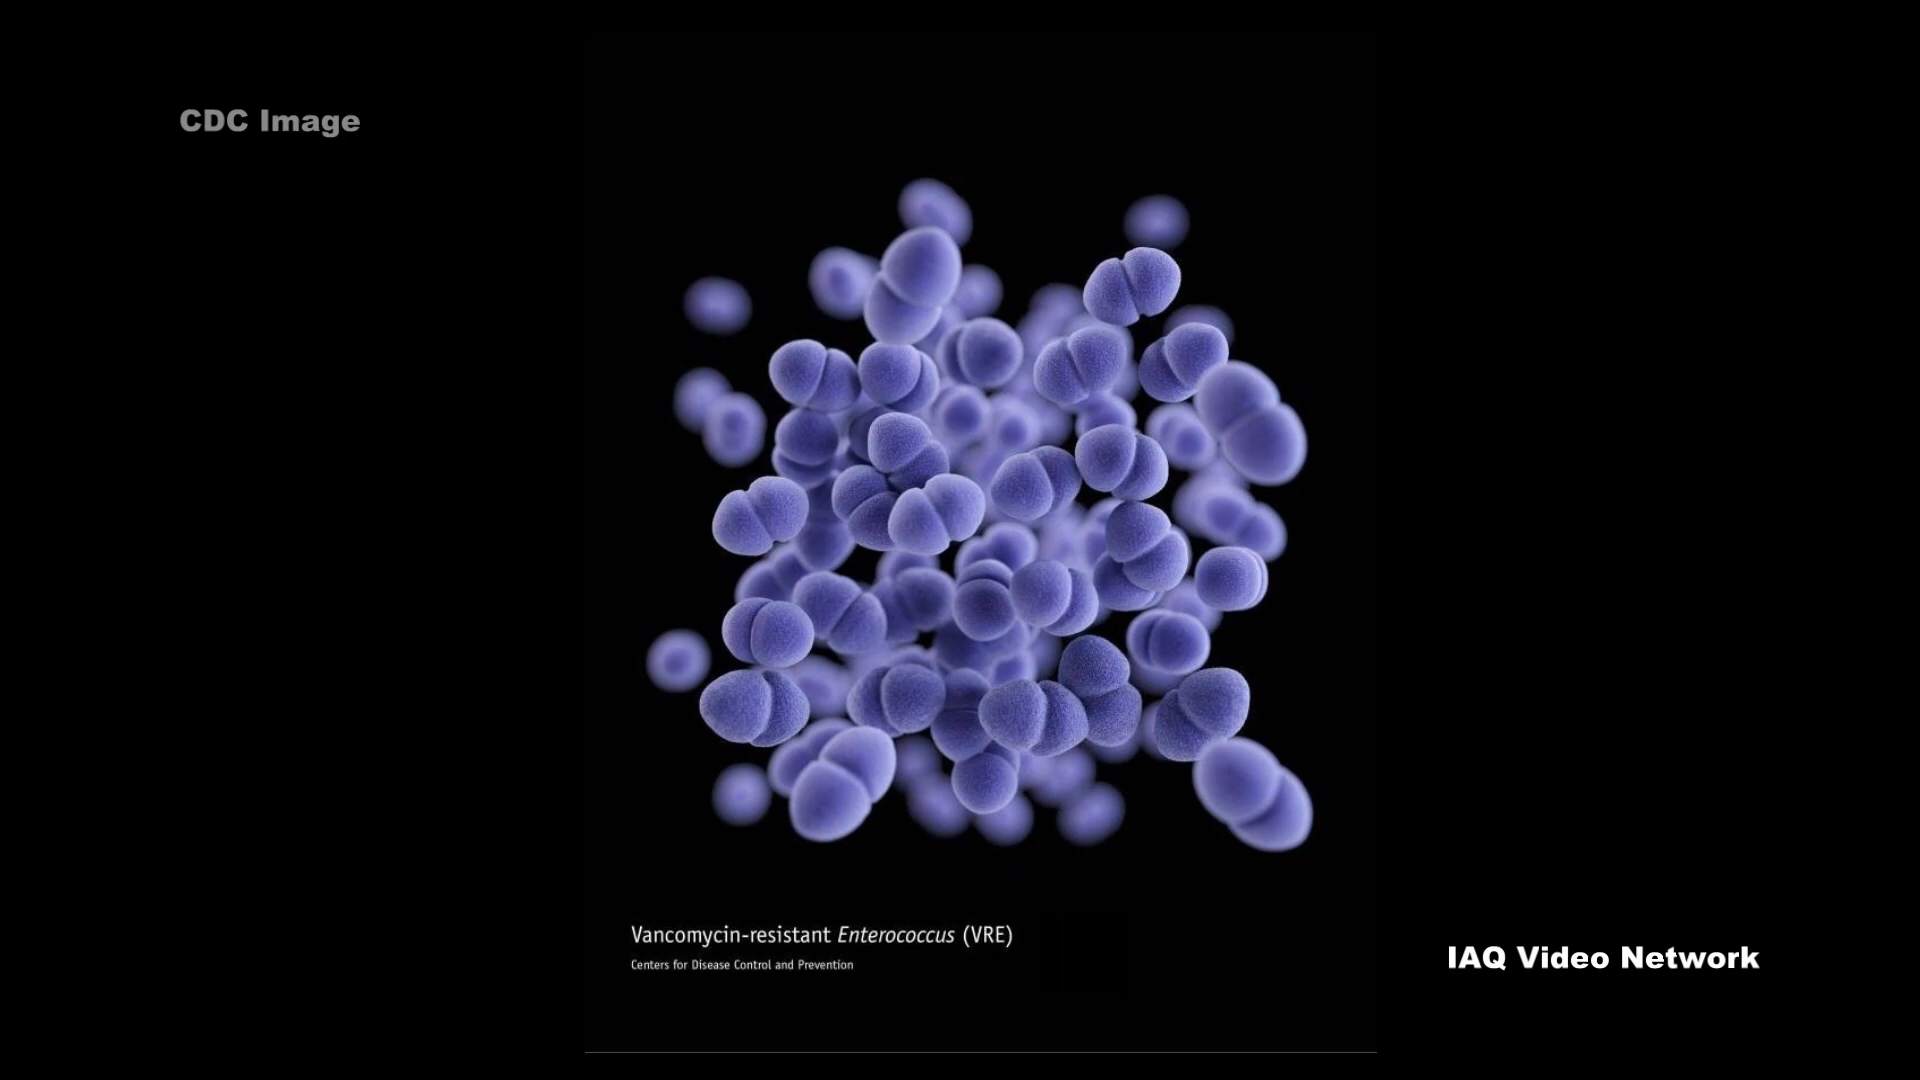 CDC Image
Vancomycin-resistant Enterococcus (VRE)
Centers for Disease Control and Prevention
IAQ Video Network